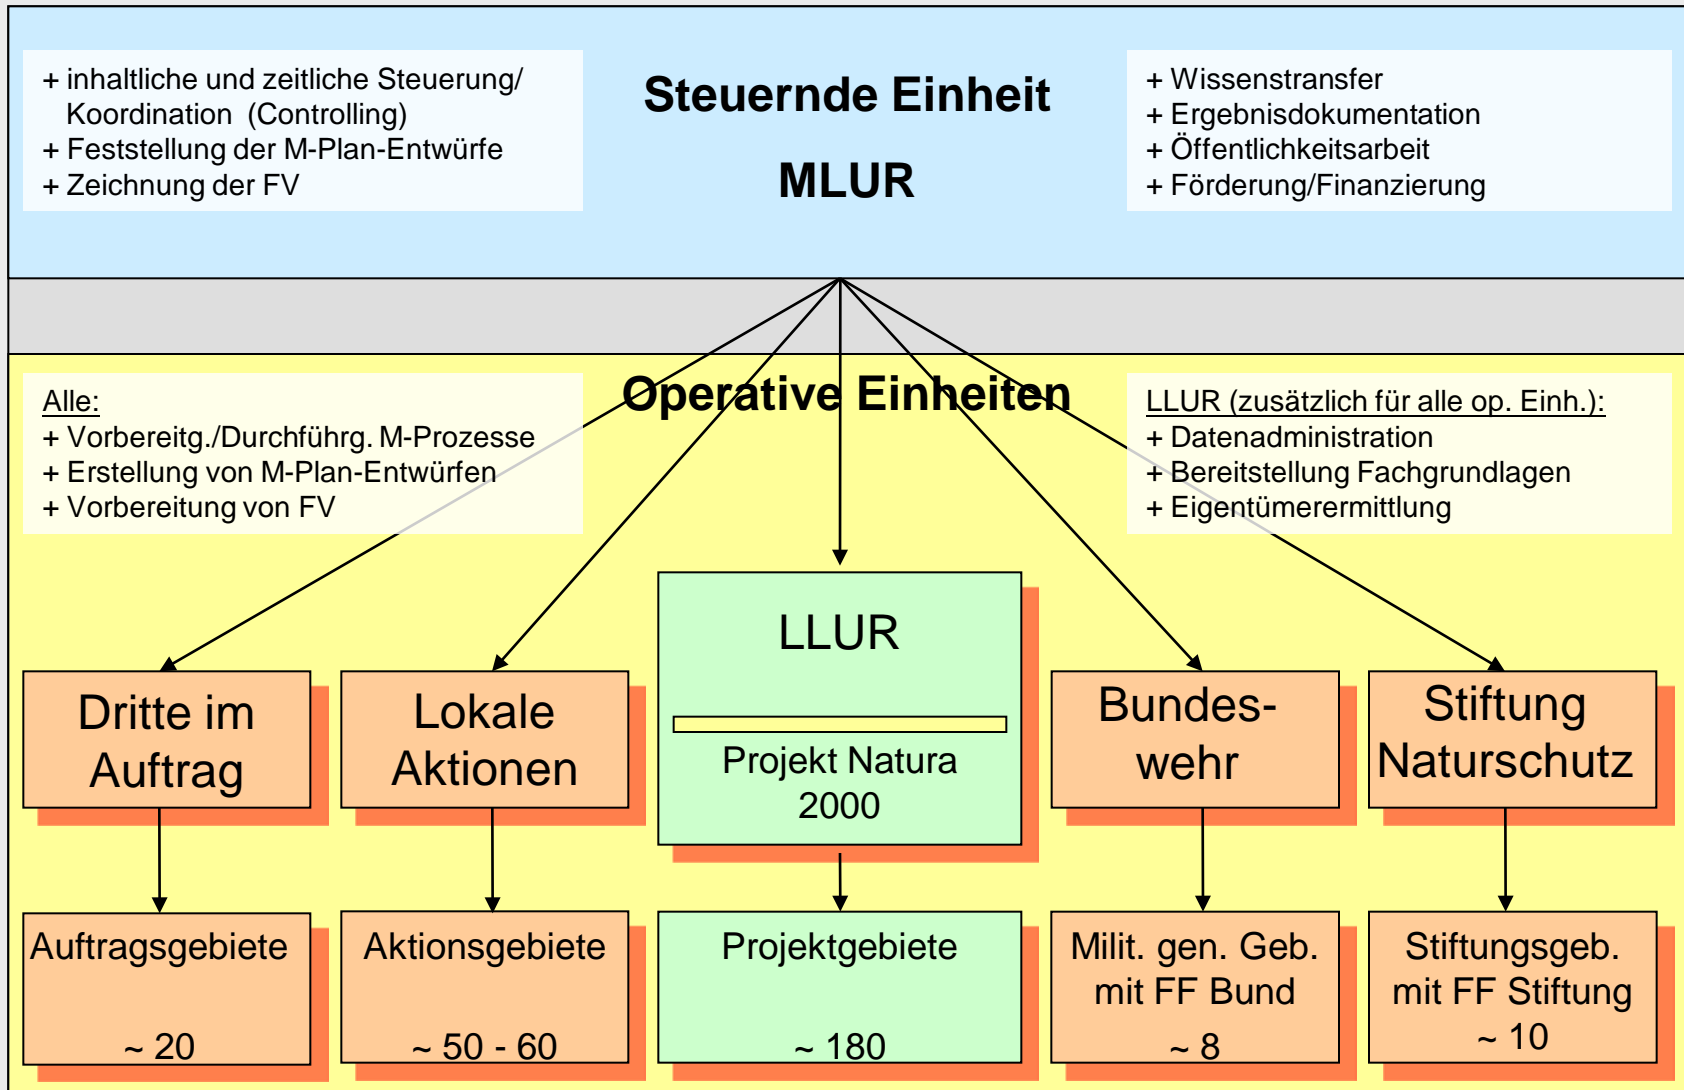 + inhaltliche und zeitliche Steuerung/
Koordination (Controlling)
+ Feststellung der M-Plan-Entwürfe
+ Zeichnung der FV
Steuernde Einheit
MLUR
+ Wissenstransfer
+ Ergebnisdokumentation
+ Öffentlichkeitsarbeit
+ Förderung/Finanzierung
Operative Einheiten
Alle:
+ Vorbereitg./Durchführg. M-Prozesse
+ Erstellung von M-Plan-Entwürfen
+ Vorbereitung von FV
LLUR (zusätzlich für alle op. Einh.):
+ Datenadministration
+ Bereitstellung Fachgrundlagen
+ Eigentümerermittlung
Dritte im
Auftrag
Lokale
Aktionen
LLUR
Projekt Natura
2000
Bundes-
wehr
Stiftung
Naturschutz
Auftragsgebiete
~ 20
Aktionsgebiete
~ 50 - 60
Projektgebiete
~ 180
Milit. gen. Geb.
mit FF Bund
~ 8
Stiftungsgeb.
mit FF Stiftung
~ 10